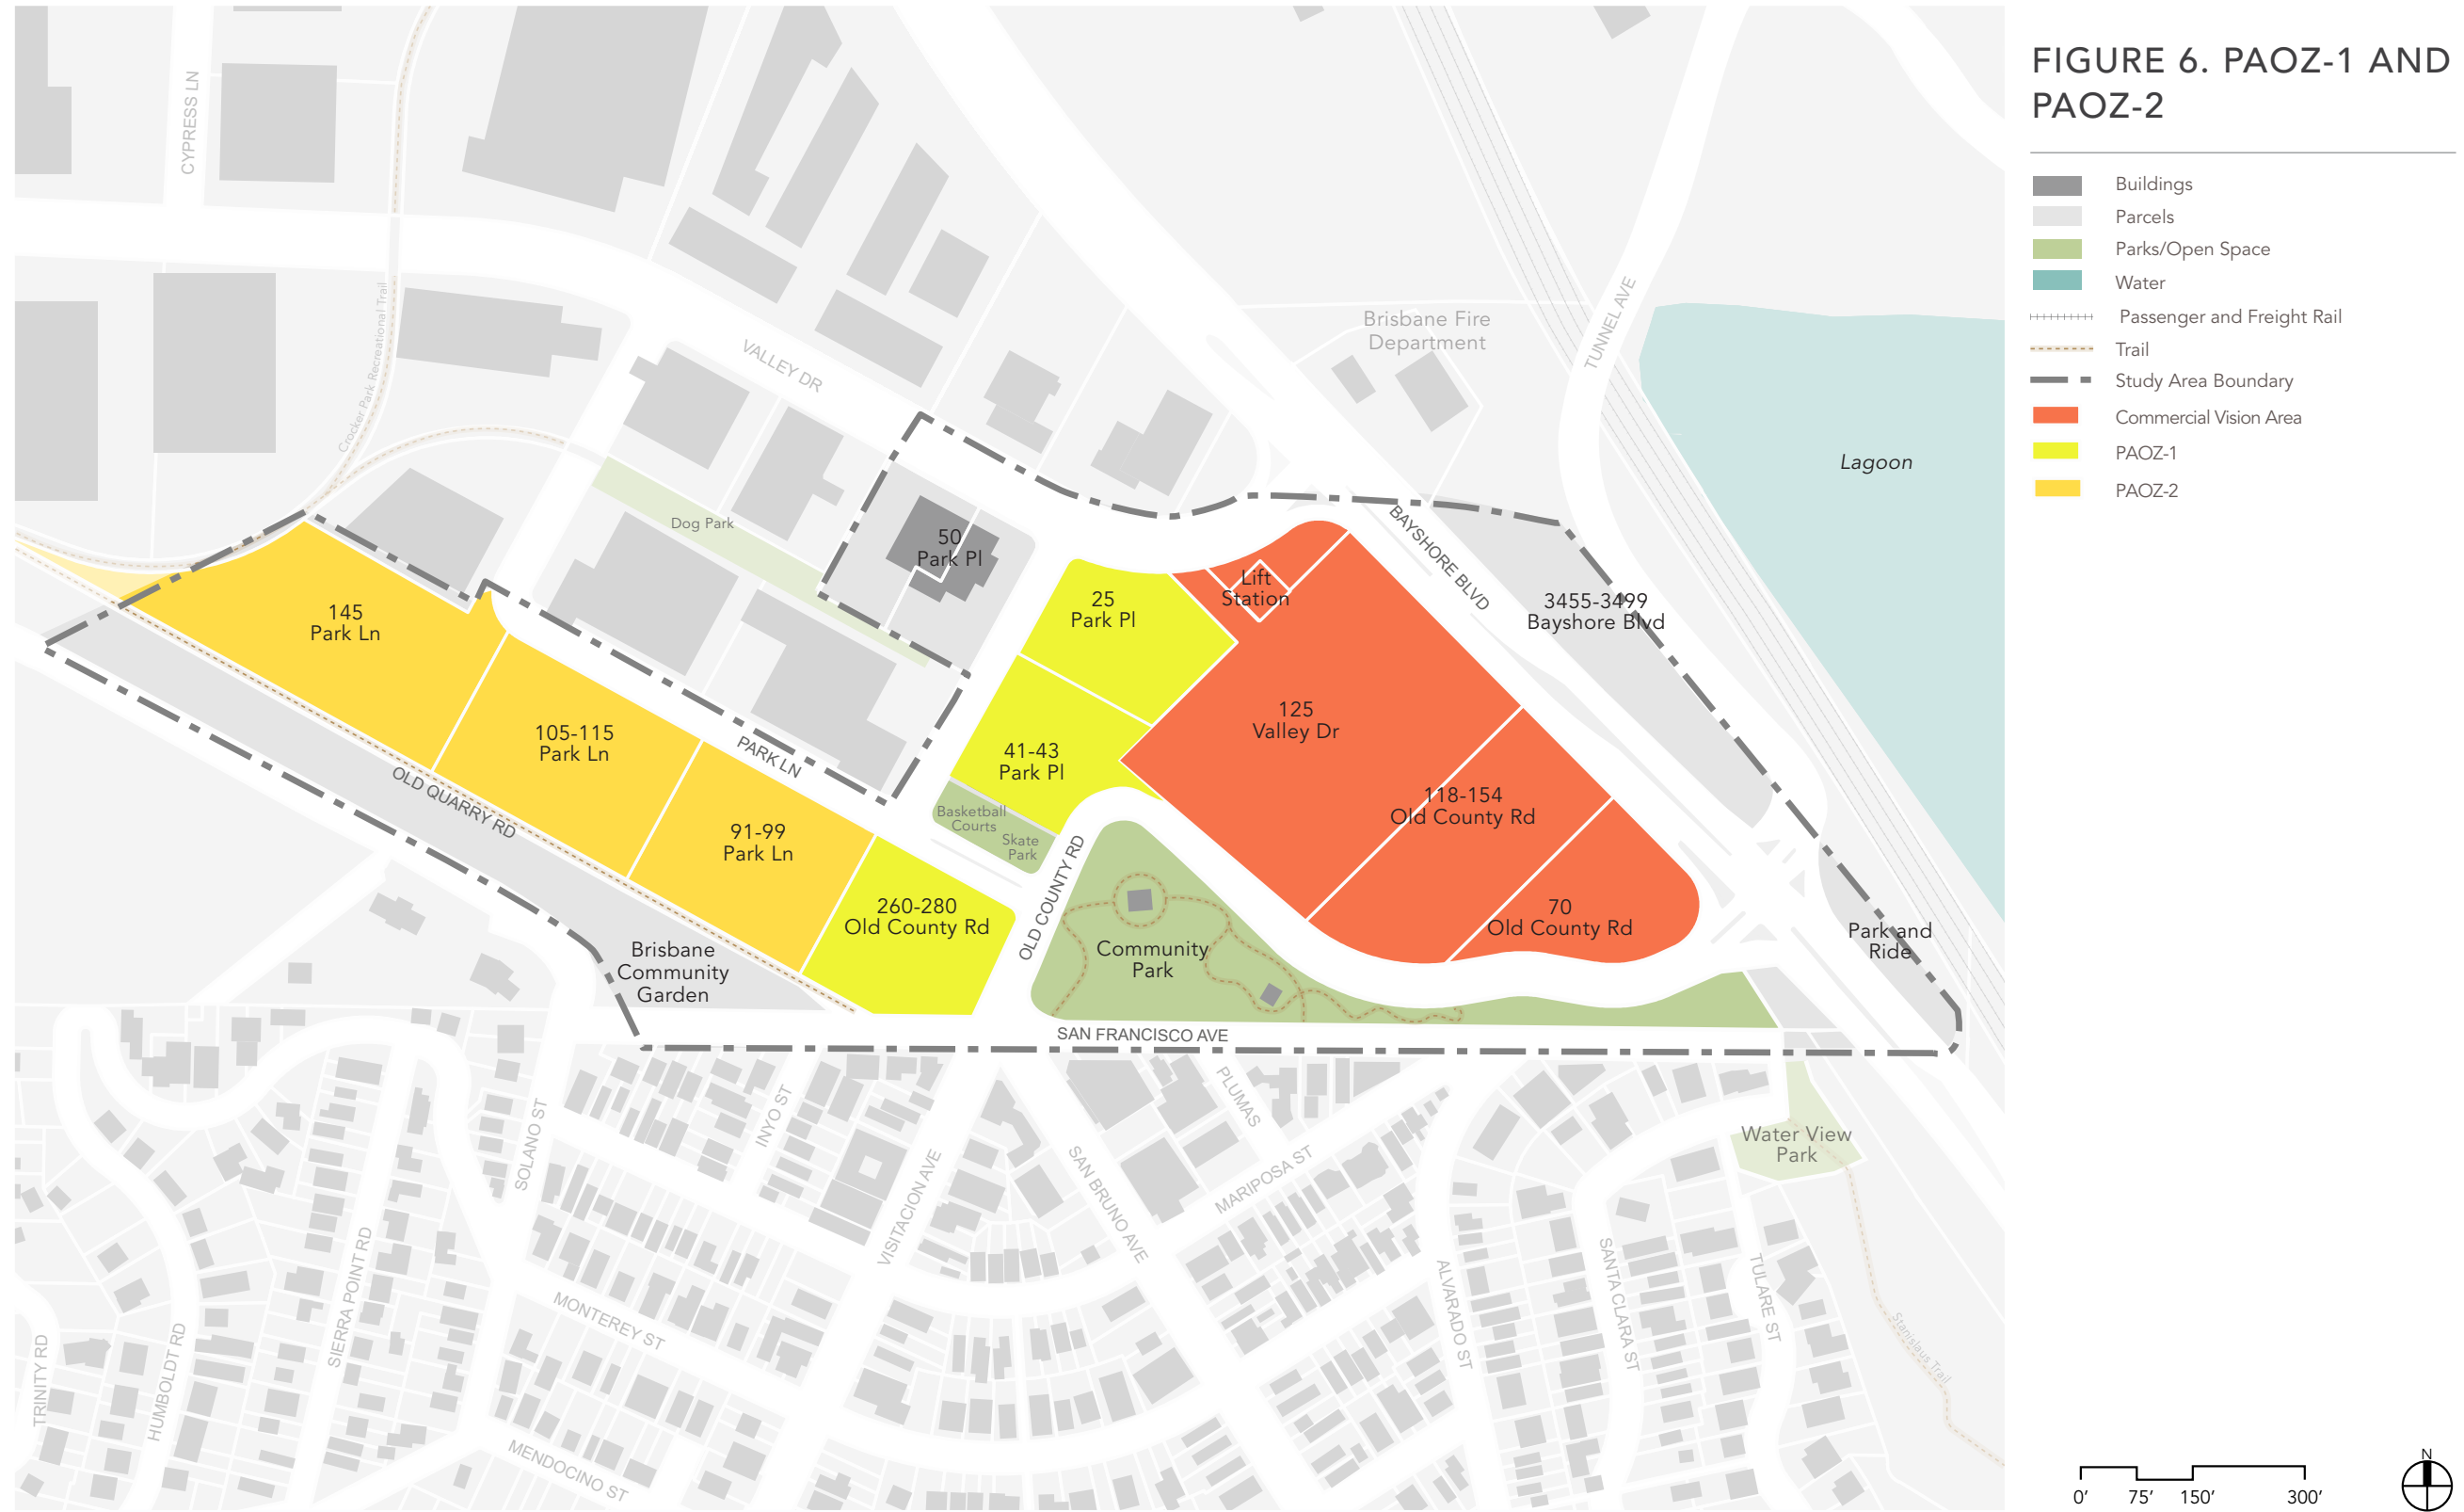 FIGURE 6. PAOZ-1 AND
PAOZ-2
Buildings
Parcels
Parks/Open Space
Water
Passenger and Freight Rail
Trail
Study Area Boundary
Commercial Vision Area
PAOZ-1
PAOZ-2
CYPRESS LN
Crocker Park Recreational Trail
VALLEY DR
Brisbane Fire
Department
TUNNEL AVE
Lagoon
Dog Park
50
Park Pl
BAYSHORE BLVD
25
Park Pl
Lift
Station
3455-3499
Bayshore Blvd
145
Park Ln
105-115
Park Ln
PARK LN
41-43
Park Pl
125
Valley Dr
OLD QUARRY RD
118-154
Old County Rd
Basketball
Courts
Skate
Park
91-99
Park Ln
OLD COUNTY RD
260-280
Old County Rd
70
Old County Rd
Park and
Ride
Brisbane
Community
Garden
Community
Park
SAN FRANCISCO AVE
SOLANO ST
INYO ST
PLUMAS
Water View
Park
VISITACION AVE
SAN BRUNO AVE
MARIPOSA ST
SIERRA POINT RD
MONTEREY ST
ALVARADO ST
SANTA CLARA ST
TULARE ST
Stanislaus Trail
TRINITY RD
HUMBOLDT RD
MENDOCINO ST
N
0' 75' 150' 300'